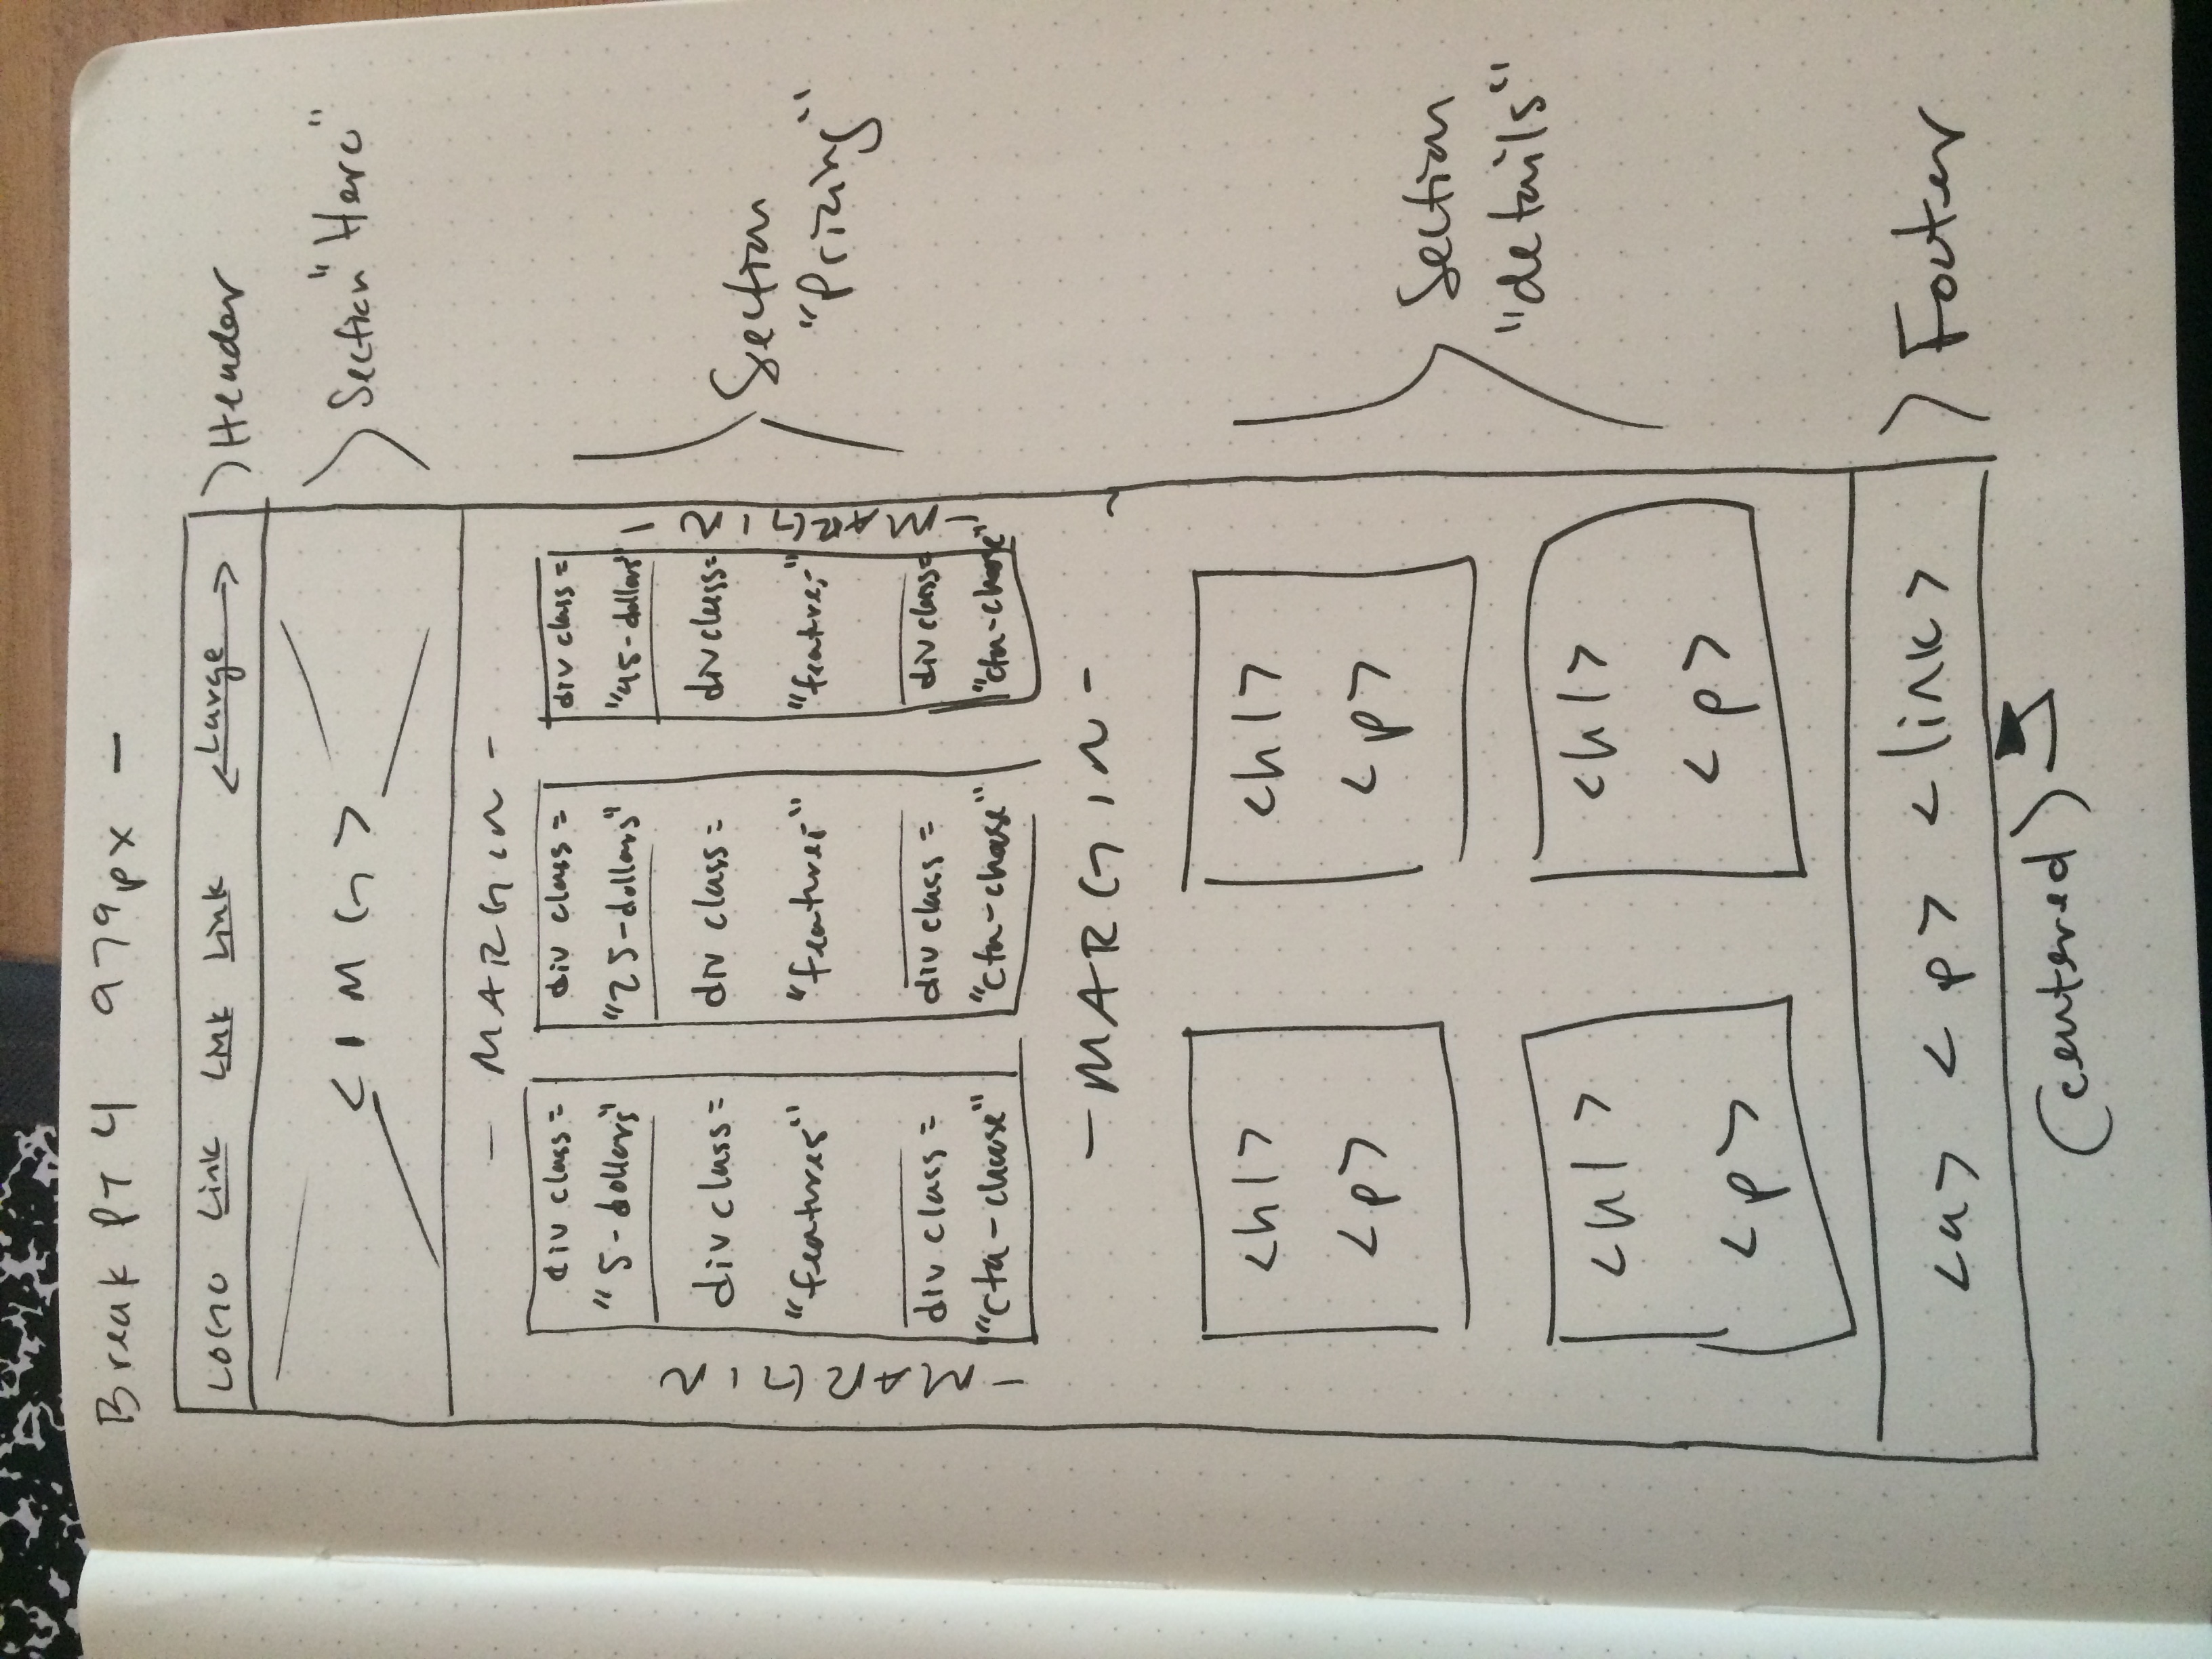 Break PT 4 979px —
LOGO Link Link Link Large
Header
<IMG>
Section "Hero"
- MARGIN -
-MARGIN
div class= div class= div class=
"5-dollars" "25-dollars" "45-dollars"
div class= div class= div class=
"features" "features" "features"
div class= div class= div class=
"cta-choose" "cta-choose" "cta-choose"
-MARGIN-
Section
"Pricing"
-MARGIN-
<h1> <h1>
<p> <p>
Section
"details"
<h1> <h1>
<p> <p>
<a> <p> <link>
Footer
(centered)